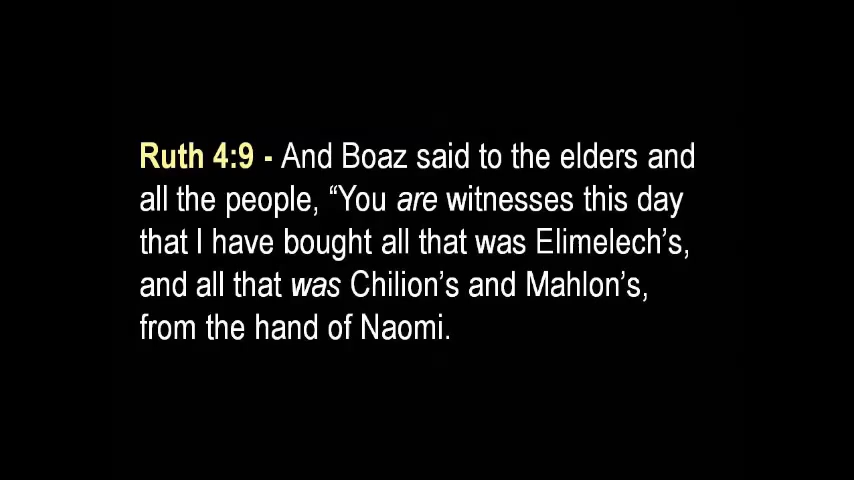 Ruth 4:9 - And Boaz said to the elders and
all the people, “You are witnesses this day
that I have bought all that was Elimelech’s,
and all that was Chilion’s and Mahlon’s,
from the hand of Naomi.